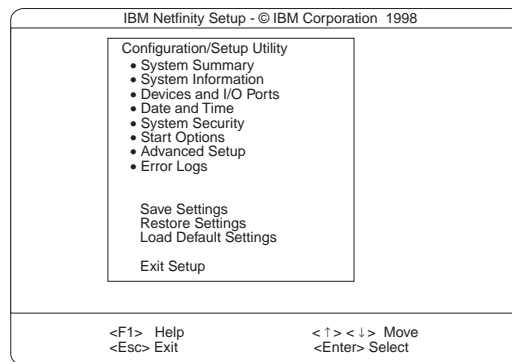 IBM Netfinity Setup - © IBM Corporation 1998
Configuration/Setup Utility
• System Summary
• System Information
• Devices and I/O Ports
• Date and Time
• System Security
• Start Options
• Advanced Setup
• Error Logs
Save Settings
Restore Settings
Load Default Settings
Exit Setup
<F1> Help < ↑ > < ↓ > Move
<Esc> Exit <Enter> Select